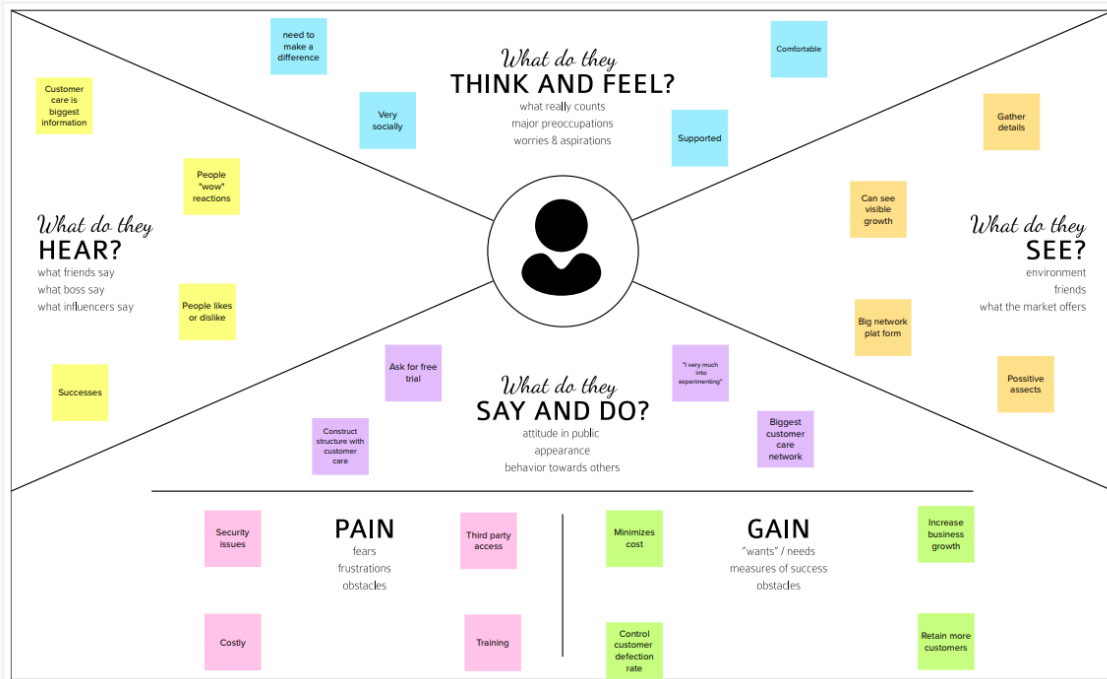 need to
make a
difference
What do they
THINK AND FEEL?
what really counts
major preoccupations
worries & aspirations
Comfortable
Very
socially
Supported
Customer
care is
biggest
information
People
"wow"
reactions
What do they
HEAR?
what friends say
what boss say
what influencers say
People likes
or dislike
Successes
Gather
details
Can see
visible
growth
What do they
SEE?
environment
friends
what the market offers
Big network
plat form
Possitive
assects
Ask for free
trial
"I very much
into
experimenting"
What do they
SAY AND DO?
attitude in public
appearance
behavior towards others
Construct
structure with
customer
care
Biggest
customer
care
network
Security
issues
PAIN
fears
frustrations
obstacles
Third party
access
Costly
Training
Minimizes
cost
GAIN
"wants" / needs
measures of success
obstacles
Increase
business
growth
Control
customer
defection
rate
Retain more
customers